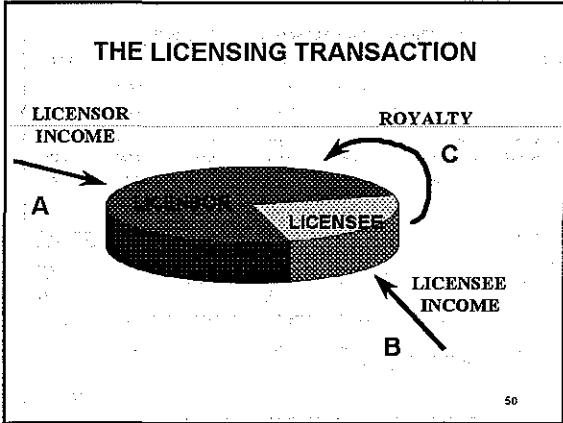 THE LICENSING TRANSACTION
LICENSOR
INCOME
ROYALTY
C
A
LICENSOR
LICENSEE
LICENSEE
INCOME
B
50